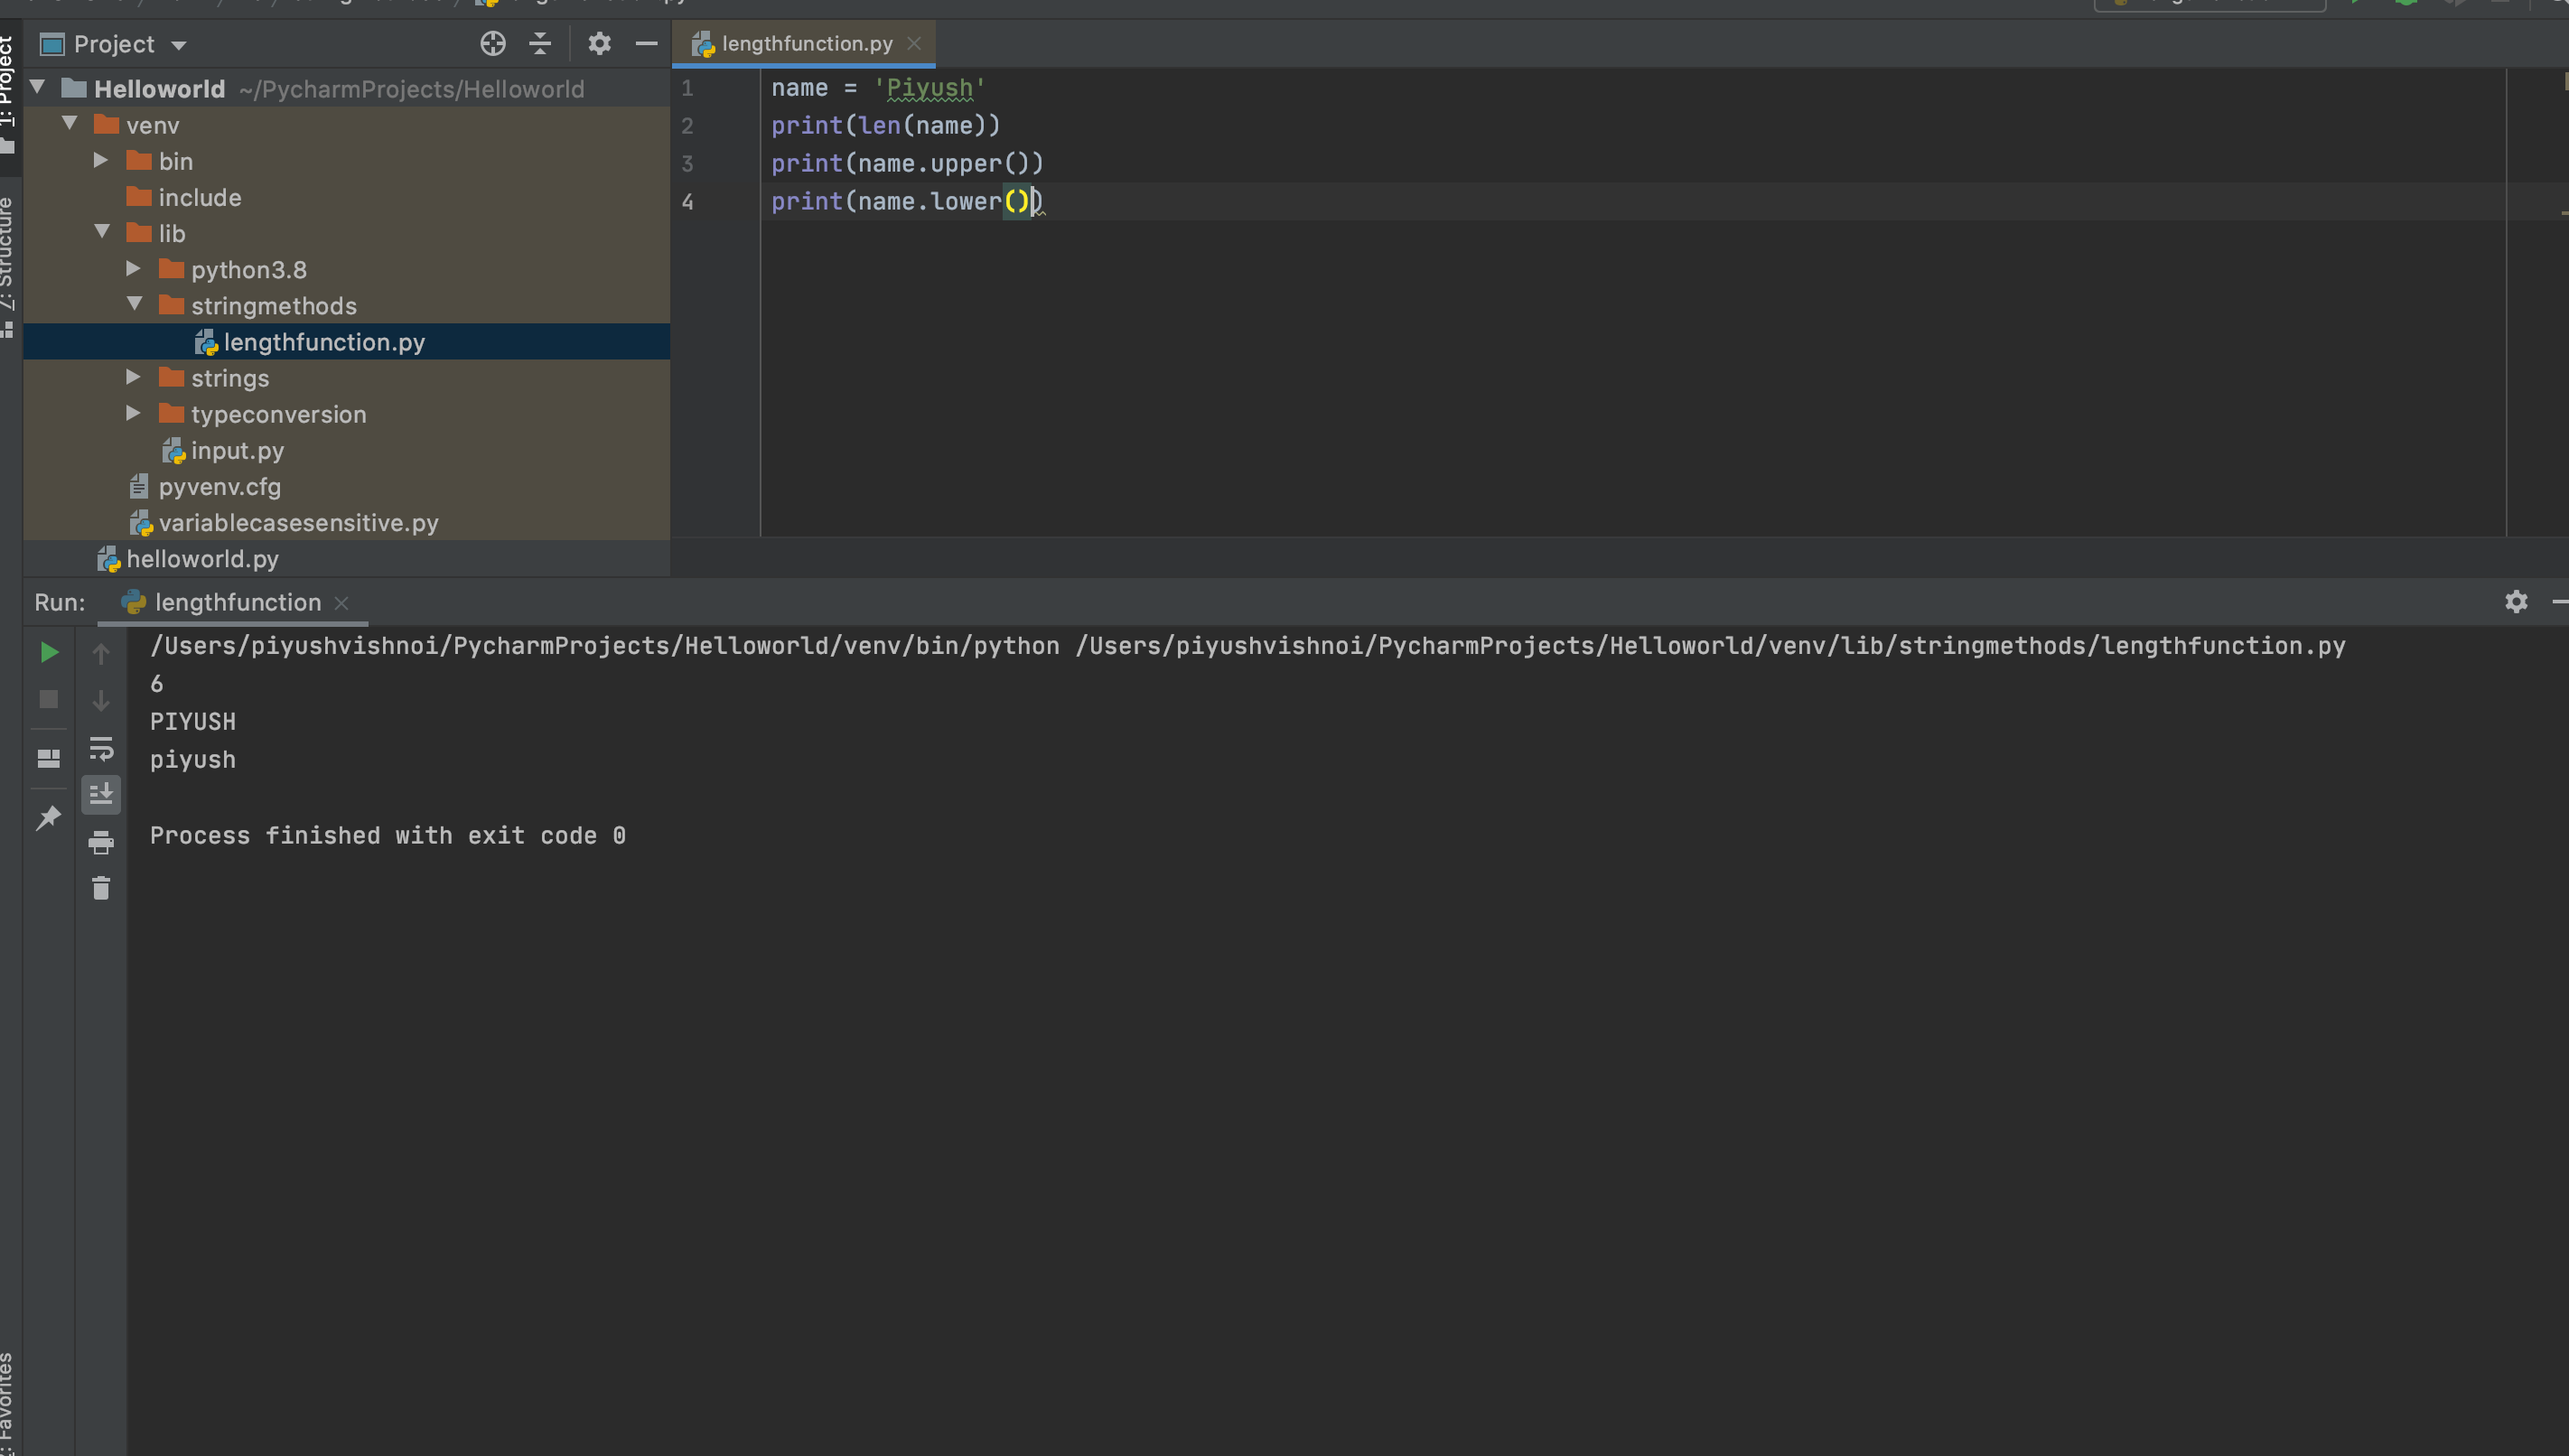 Project
lengthfunction.py
1: Project
Helloworld ~/PycharmProjects/Helloworld
venv
bin
include
lib
python3.8
stringmethods
lengthfunction.py
strings
typeconversion
input.py
pyvenv.cfg
variablecasesensitive.py
helloworld.py
Structure
1 name = 'Piyush'
2 print(len(name))
3 print(name.upper())
4 print(name.lower())
Run: lengthfunction
/Users/piyushvishnoi/PycharmProjects/Helloworld/venv/bin/python /Users/piyushvishnoi/PycharmProjects/Helloworld/venv/lib/stringmethods/lengthfunction.py
6
PIYUSH
piyush
Process finished with exit code 0
Favorites